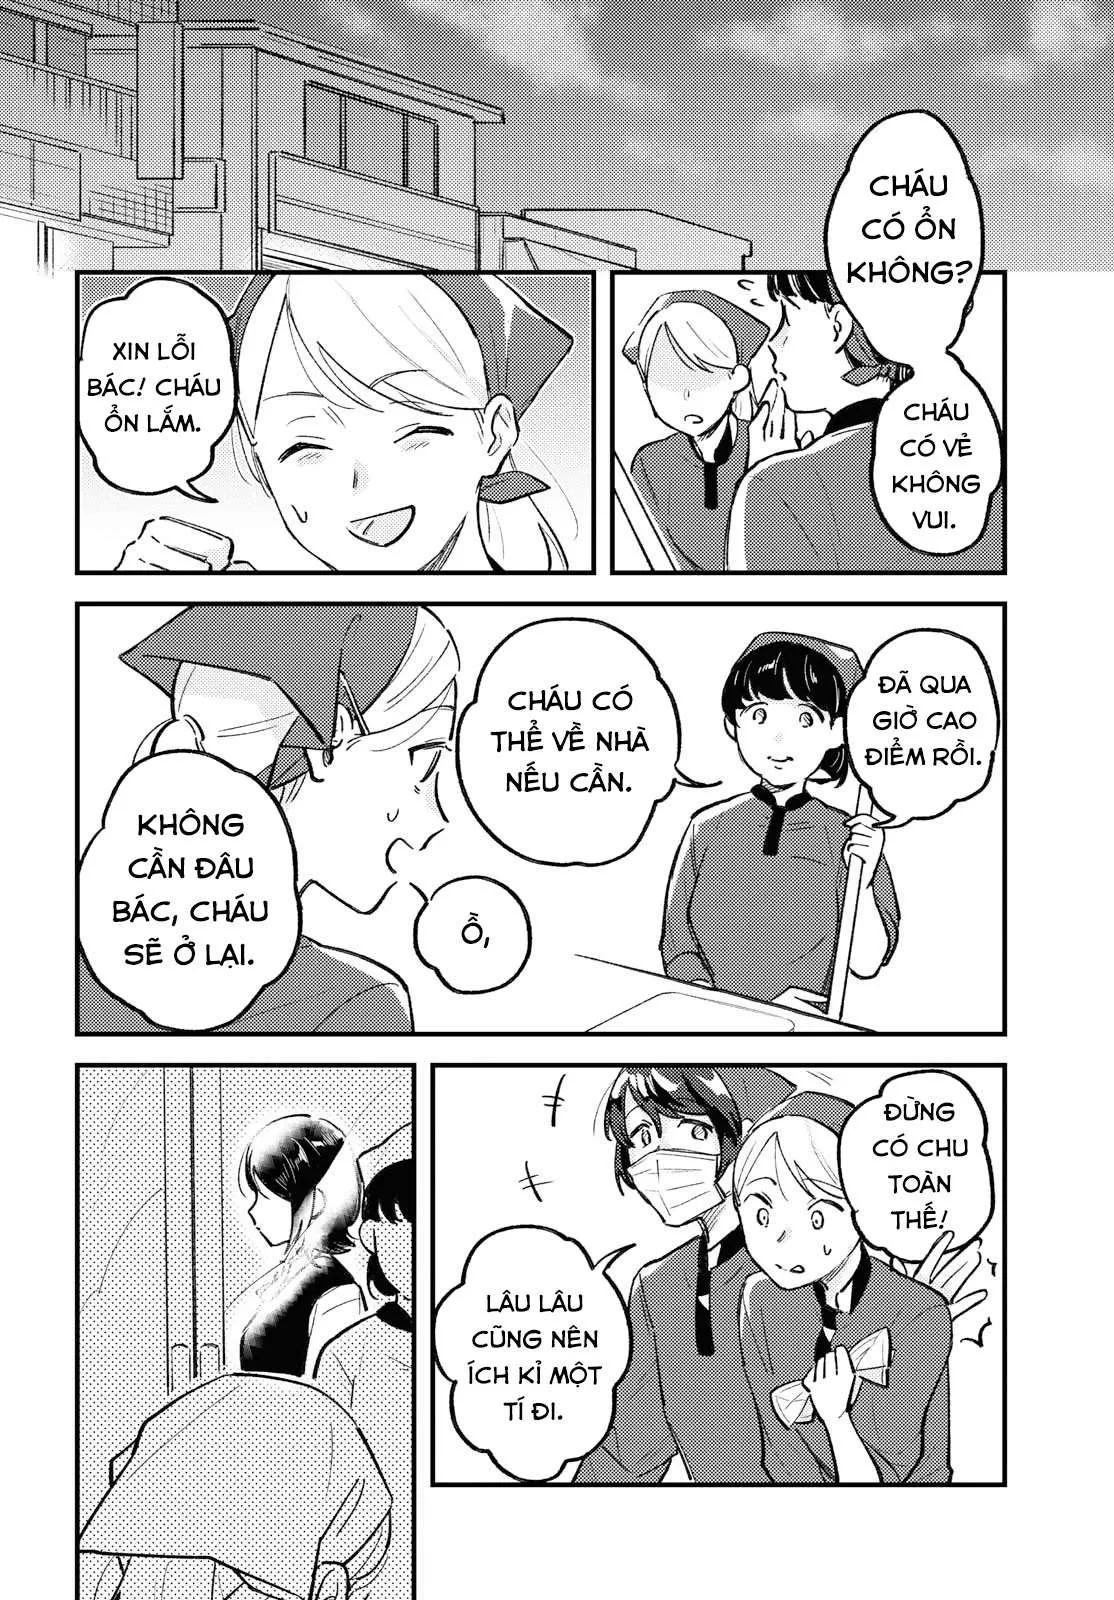 CHÁU
CÓ ỔN
KHÔNG?
CHÁU
CÓ VẺ
KHÔNG
VUI.
XIN LỖI
BÁC! CHÁU
ỔN LẮM.
ĐÃ QUA
GIỜ CAO
ĐIỂM RỒI.
CHÁU CÓ
THỂ VỀ NHÀ
NẾU CẦN.
Ồ,
KHÔNG
CẦN ĐÂU
BÁC, CHÁU
SẼ Ở LẠI.
ĐỪNG
CÓ CHU
TOÀN
THẾ!
LÂU LÂU
CŨNG NÊN
ÍCH KỈ MỘT
TÍ ĐI.